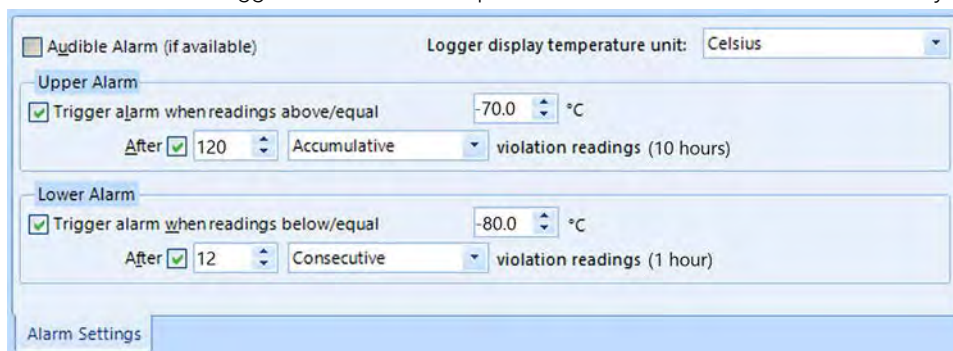 Audible Alarm (if available) Logger display temperature unit: Celsius
Upper Alarm
Trigger alarm when readings above/equal -70.0 °C
After 120 Accumulative violation readings (10 hours)
Lower Alarm
Trigger alarm when readings below/equal -80.0 °C
After 12 Consecutive violation readings (1 hour)
Alarm Settings